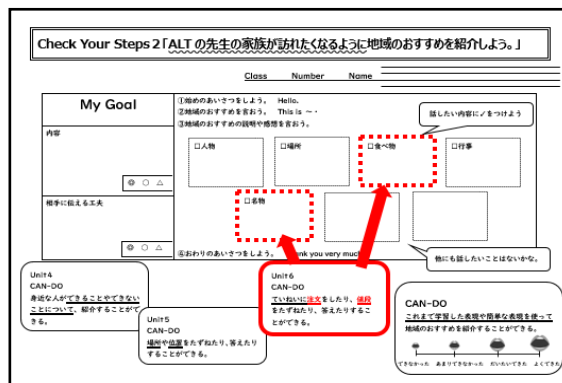 Check Your Steps 2「ALTの先生の家族が訪れたくなるように地域のおすすめを紹介しよう。」
Class Number Name
My Goal
内容
◎ ○ △
相手に伝える工夫
◎ ○ △
①始めのあいさつをしよう。 Hello.
②地域のおすすめを言おう。 This is ～.
③地域のおすすめの説明や感想を言おう。
話したい内容に✓をつけよう
□人物
□場所
□食べ物
□行事
□名物
④おわりのあいさつをしよう。 nk you very much
他にも話したいことはないかな。
Unit4
CAN-DO
身近な人ができることやできない
ことについて、紹介することがで
きる。
Unit5
CAN-DO
場所や位置をたずねたり、答えたり
することができる。
Unit6
CAN-DO
ていねいに注文をしたり、値段
をたずねたり、答えたりするこ
とができる。
CAN-DO
これまで学習した表現や簡単な表現を使って
地域のおすすめを紹介することができる。
できなかった あまりできなかった だいたいできた よくできた